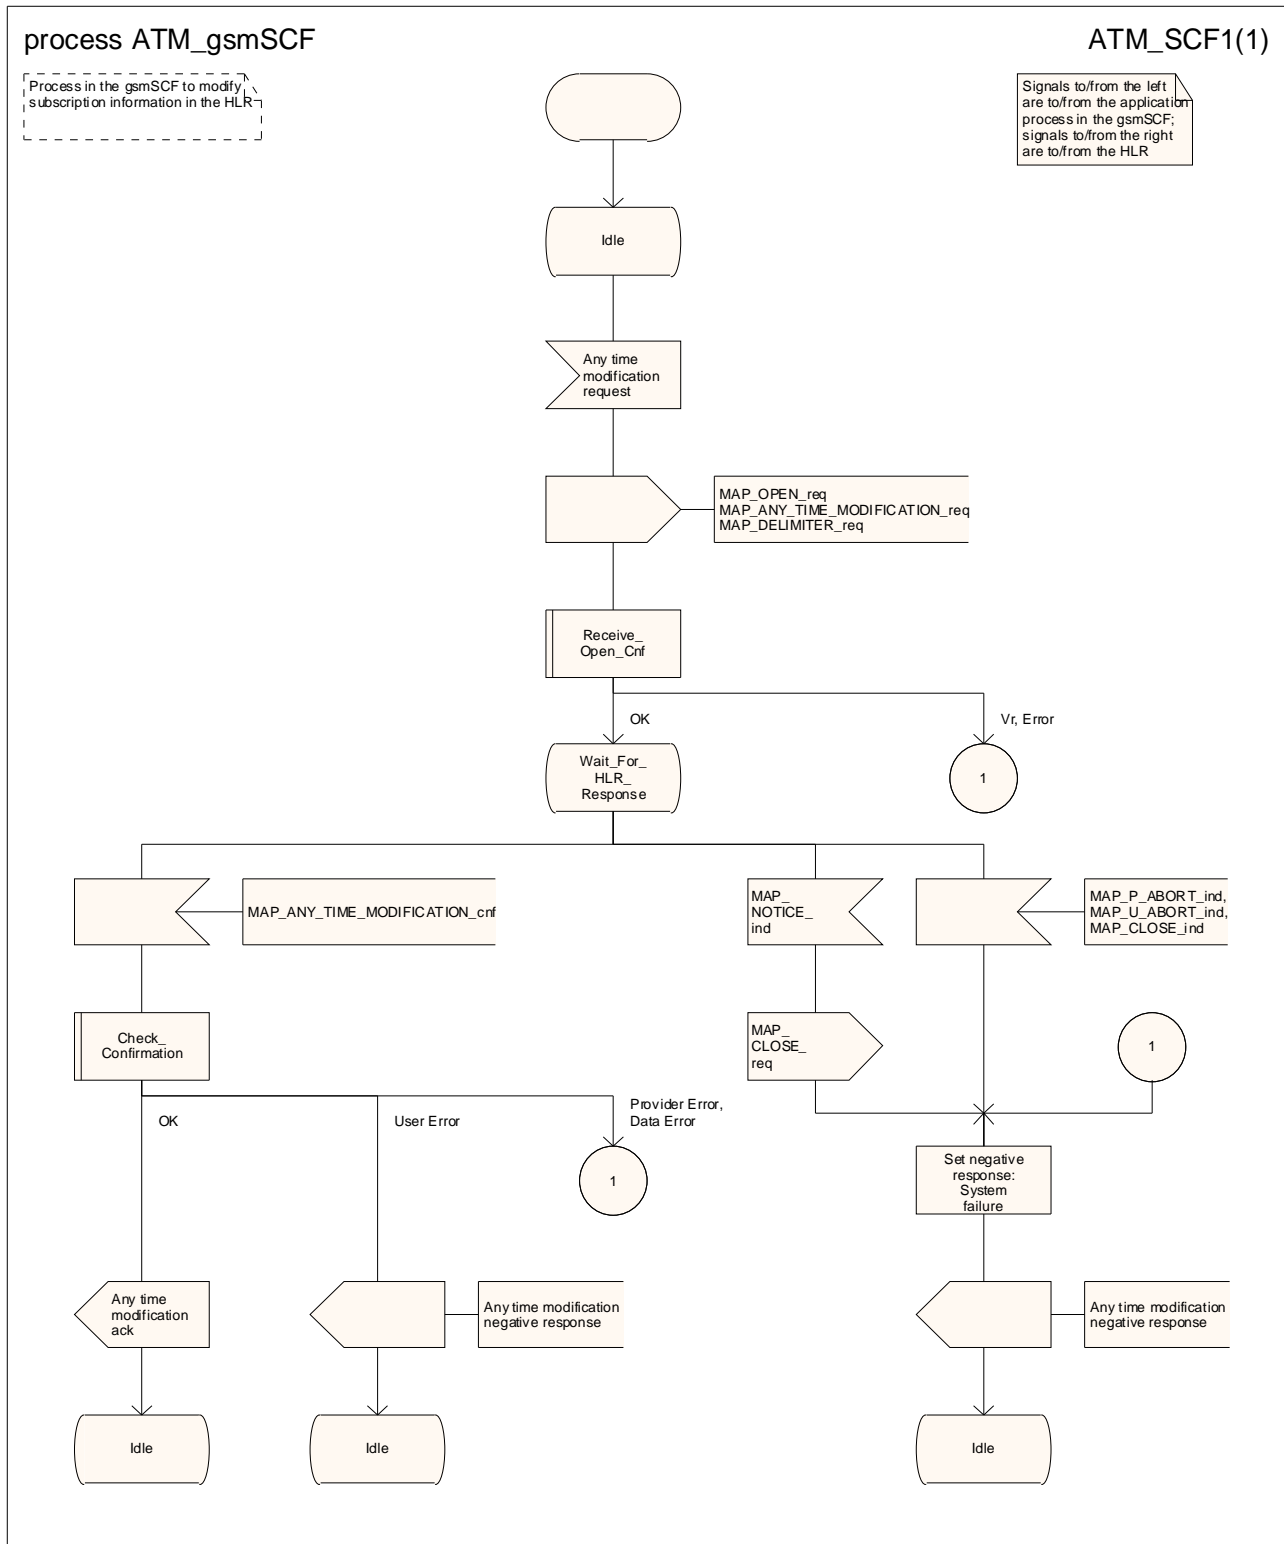 process ATM_gsmSCF
ATM_SCF1(1)
Process in the gsmSCF to modify
subscription information in the HLR
Signals to/from the left
are to/from the application
process in the gsmSCF;
signals to/from the right
are to/from the HLR
Idle
Any time
modification
request
MAP_OPEN_req
MAP_ANY_TIME_MODIFICATION_req
MAP_DELIMITER_req
Receive_
Open_Cnf
OK
Vr, Error
Wait_For_
HLR_
Response
1
MAP_ANY_TIME_MODIFICATION_cnf
MAP_
NOTICE_
ind
MAP_P_ABORT_ind,
MAP_U_ABORT_ind,
MAP_CLOSE_ind
Check_
Confirmation
MAP_
CLOSE_
req
1
OK
User Error
Provider Error,
Data Error
1
Set negative
response:
System
failure
Any time
modification
ack
Any time modification
negative response
Any time modification
negative response
Idle
Idle
Idle